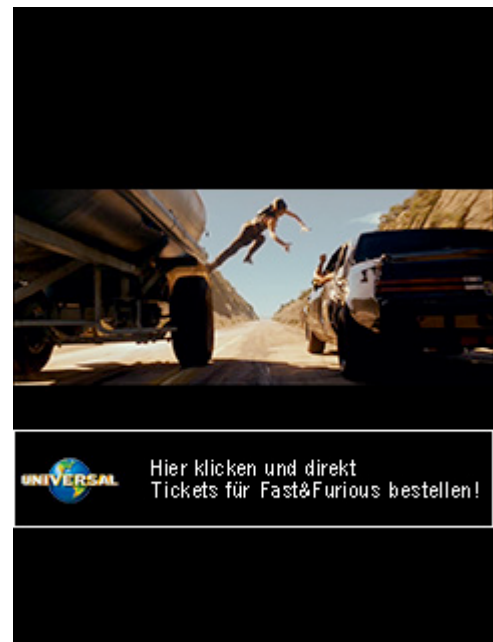 UNIVERSAL
Hier klicken und direkt
Tickets für Fast&Furious bestellen!